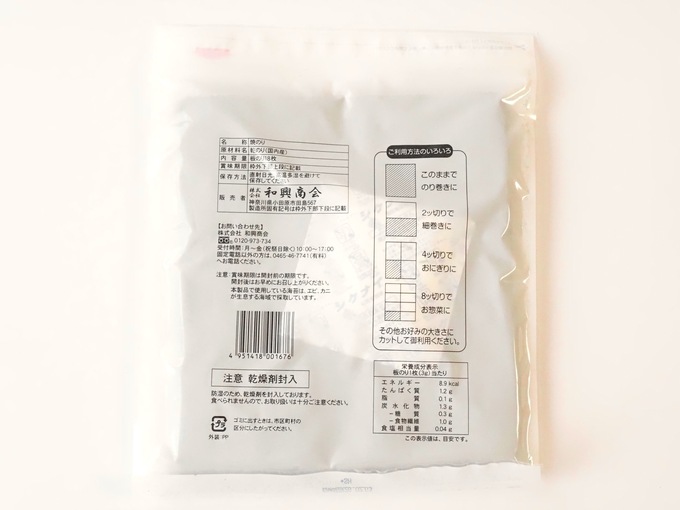 名称 焼のり
原材料名 乾のり(国内産)
内容量 板のり8枚
賞味期限 枠外下部上段に記載
保存方法 直射日光、高温多湿を避けて
保存してください
販売者 株式会社 和興商会
神奈川県小田原市田島567
製造所固有記号は枠外下部下段に記載
【お問い合わせ先】
株式会社 和興商会
0120-973-734
受付時間:月〜金(祝祭日除く)10:00〜17:00
固定電話以外の方は、0465-46-7741(有料)
へお電話ください。
注意:賞味期限は開封前の期限です。
開封後はお早めにお召し上がりください。
本製品で使用している海苔は、エビ、カニ
が生息する海域で採取しています。
4 951418 001676
注意 乾燥剤封入
防湿のため、乾燥剤を封入しております。
食べられませんので、お取り扱いは十分ご注意ください。
プラ
外装:PP
ゴミに出すときは、市区町村の
区分にしたがってください。
ご利用方法のいろいろ
このままで
のり巻きに
2ッ切りで
細巻きに
4ッ切りで
おにぎりに
8ッ切りで
お惣菜に
その他お好みの大きさに
カットして御利用ください。
栄養成分表示
板のり1枚(3g)当たり
エネルギー 8.9kcal
たんぱく質 1.2g
脂質 0.1g
炭水化物 1.3g
−糖質 0.3g
−食物繊維 1.0g
食塩相当量 0.04g
この表示値は、目安です。